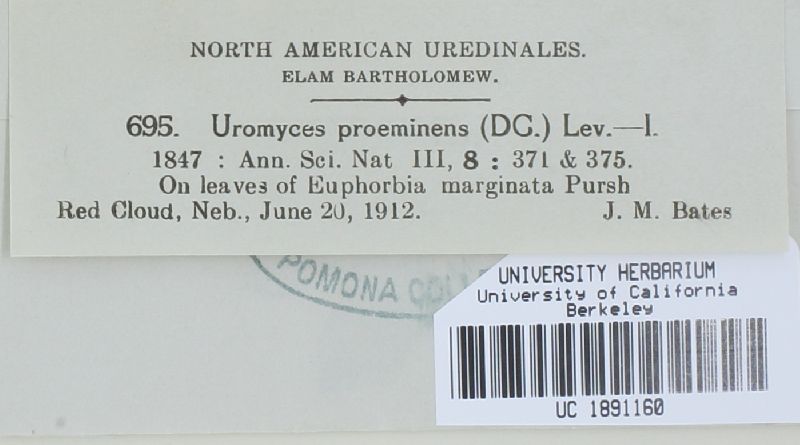 NORTH AMERICAN UREDINALES.
ELAM BARTHOLOMEW.
695. Uromyces proeminens (DC.) Lev.—I.
1847 : Ann. Sci. Nat III, 8 : 371 & 375.
On leaves of Euphorbia marginata Pursh
Red Cloud, Neb., June 20, 1912. J. M. Bates
POMONA
UNIVERSITY HERBARIUM
University of California
Berkeley
UC 1891160